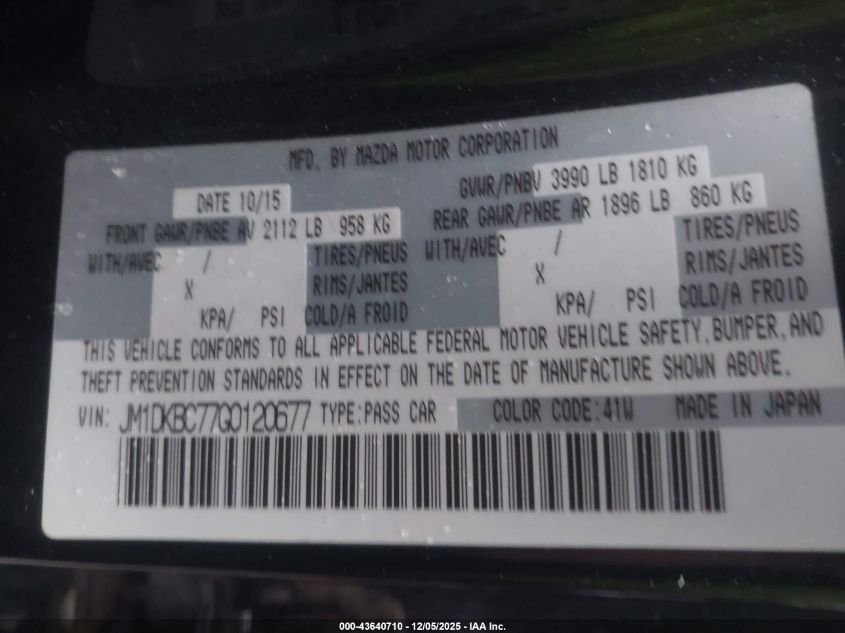 MFD. BY MAZDA MOTOR CORPORATION
DATE 10/15 GVWR/PNBV 3990 LB 1810 KG
FRONT GAWR/PNBE AV 2112 LB 958 KG REAR GAWR/PNBE AR 1896 LB 860 KG
WITH/AVEC / TIRES/PNEUS WITH/AVEC / TIRES/PNEUS
X RIMS/JANTES X RIMS/JANTES
KPA/ PSI COLD/A FROID KPA/ PSI COLD/A FROID
THIS VEHICLE CONFORMS TO ALL APPLICABLE FEDERAL MOTOR VEHICLE SAFETY, BUMPER, AND
THEFT PREVENTION STANDARDS IN EFFECT ON THE DATE OF MANUFACTURE SHOWN ABOVE.
VIN: JM1DKBC77G0120677 TYPE:PASS CAR COLOR CODE:41W MADE IN JAPAN
000-43640710 - 12/05/2025 - IAA Inc.